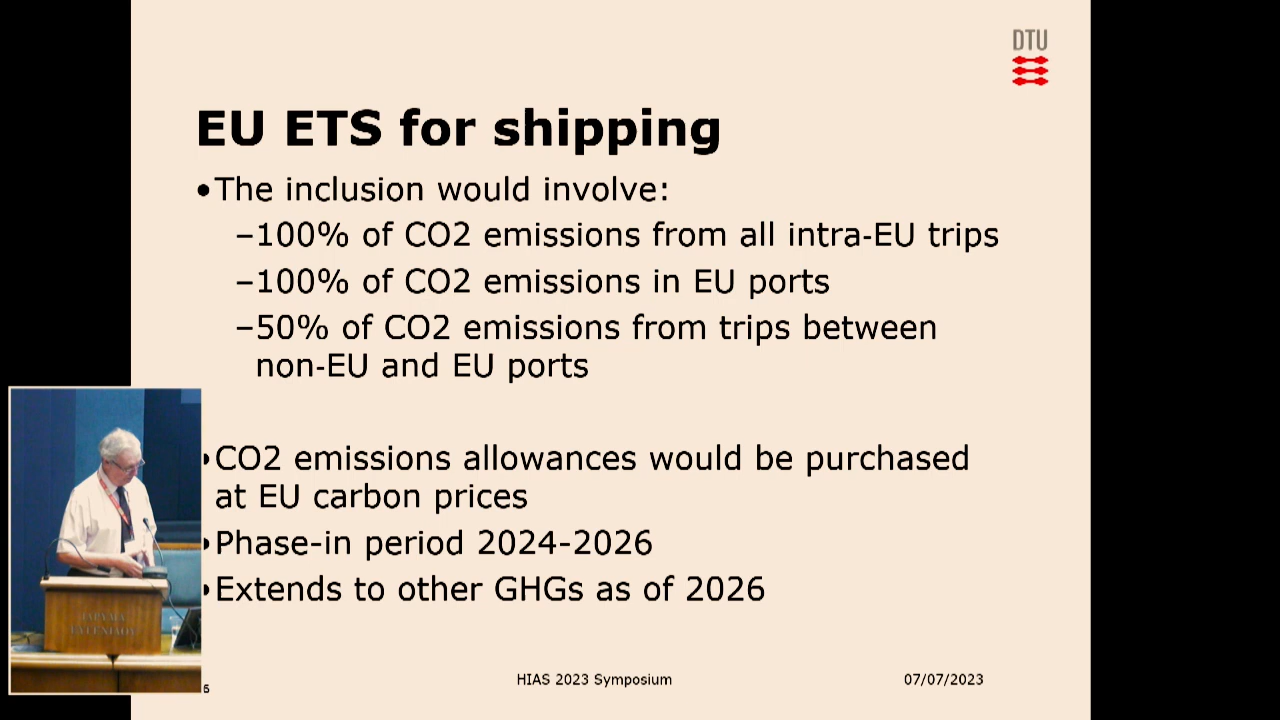 DTU
EU ETS for shipping
•The inclusion would involve:
–100% of CO2 emissions from all intra-EU trips
–100% of CO2 emissions in EU ports
–50% of CO2 emissions from trips between
non-EU and EU ports
•CO2 emissions allowances would be purchased
at EU carbon prices
•Phase-in period 2024-2026
•Extends to other GHGs as of 2026
ΙΔΡΥΜΑ
ΕΥΓΕΝΙΔΟΥ
6
HIAS 2023 Symposium
07/07/2023